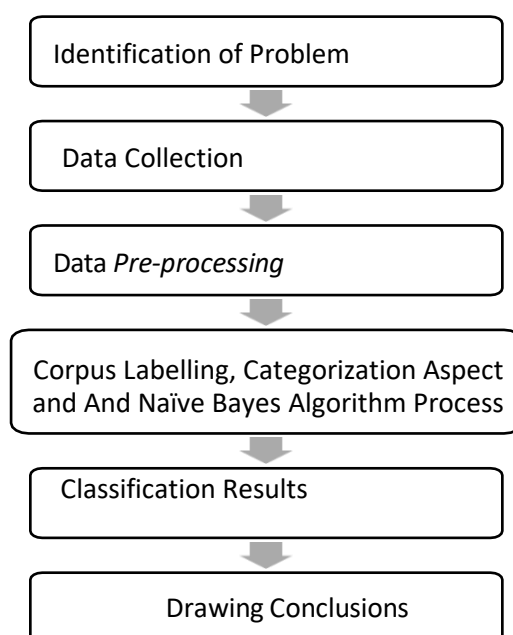 Identification of Problem
Data Collection
Data Pre-processing
Corpus Labelling, Categorization Aspect
and And Naïve Bayes Algorithm Process
Classification Results
Drawing Conclusions